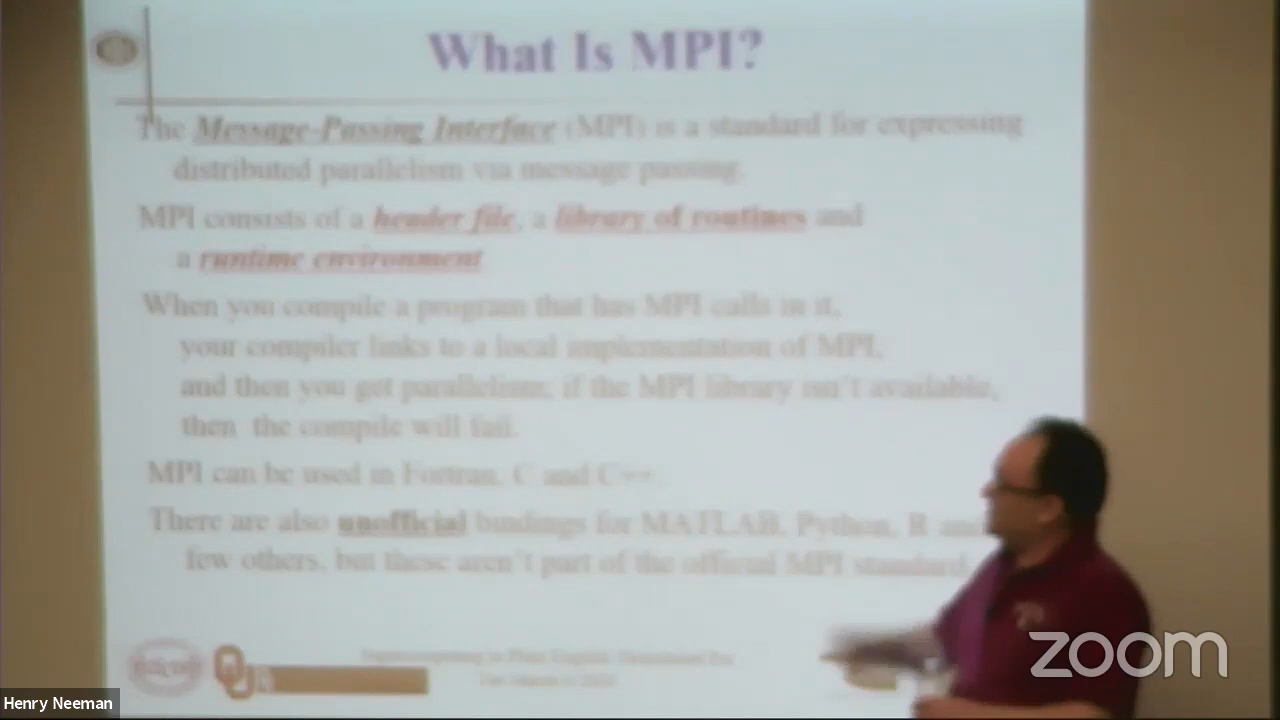 What Is MPI?
The Message-Passing Interface (MPI) is a standard for expressing
distributed parallelism via message passing.
MPI consists of a header file, a library of routines and
a runtime environment
When you compile a program that has MPI calls in it,
your compiler links to a local implementation of MPI,
and then you get parallelism; if the MPI library isn't available,
then the compile will fail.
MPI can be used in Fortran, C and C++
There are also unofficial bindings for MATLAB, Python, R and
few others, but these aren't part of the official MPI standard
zoom
Henry Neeman